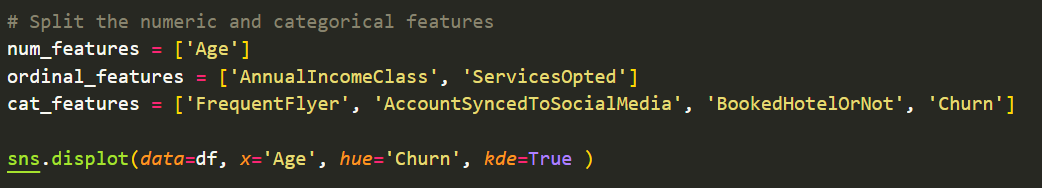 # Split the numeric and categorical features
num_features = ['Age']
ordinal_features = ['AnnualIncomeClass', 'ServicesOpted']
cat_features = ['FrequentFlyer', 'AccountSyncedToSocialMedia', 'BookedHotelOrNot', 'Churn']
sns.displot(data=df, x='Age', hue='Churn', kde=True )